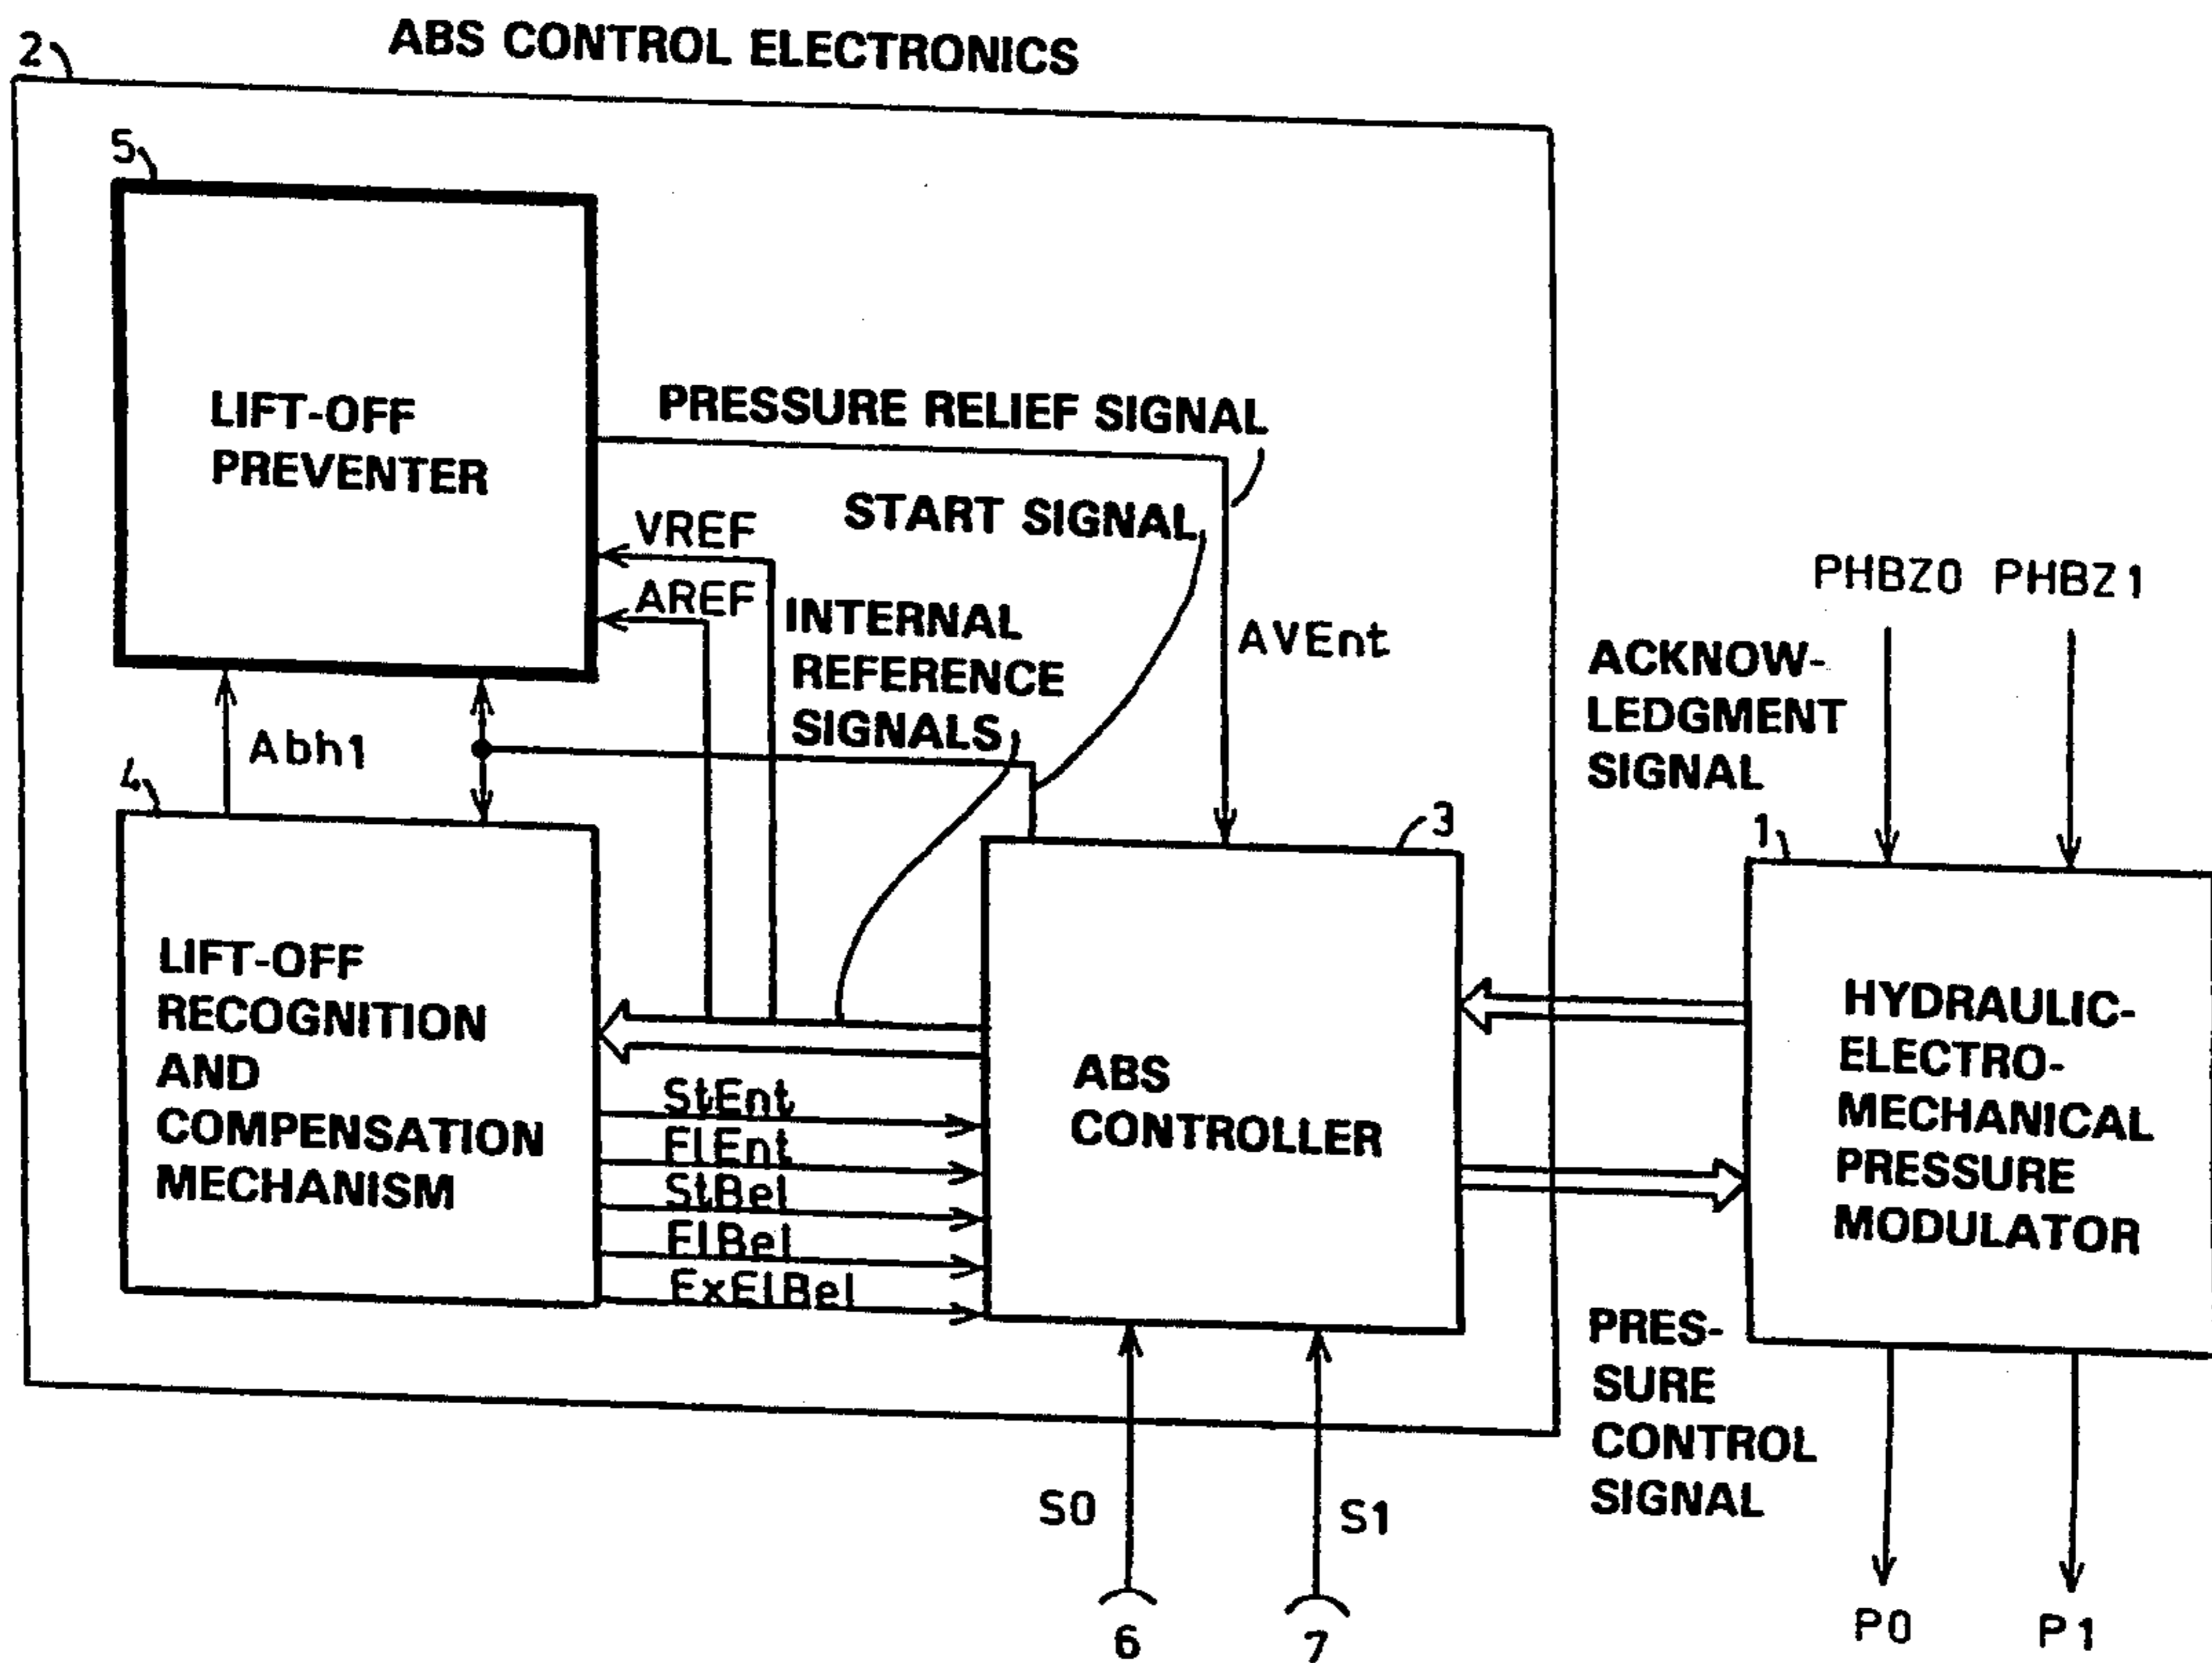 2
ABS CONTROL ELECTRONICS
5
LIFT-OFF
PREVENTER
PRESSURE RELIEF SIGNAL
START SIGNAL
VREF
AREF
INTERNAL
REFERENCE
SIGNALS
AVEnt
PHBZ0 PHBZ1
ACKNOW-
LEDGMENT
SIGNAL
Abh1
4
3
1
LIFT-OFF
RECOGNITION
AND
COMPENSATION
MECHANISM
StEnt
FlEnt
StBel
FlBel
ExFlBel
ABS
CONTROLLER
HYDRAULIC-
ELECTRO-
MECHANICAL
PRESSURE
MODULATOR
PRES-
SURE
CONTROL
SIGNAL
S0
S1
6
7
P0
P1